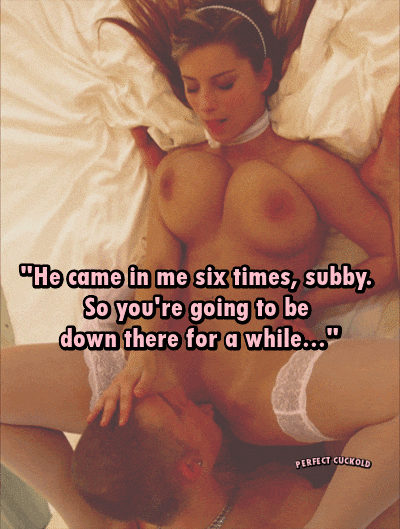 "He came in me six times, subby.
So you're going to be
down there for a while..."
PERFECT CUCKOLD